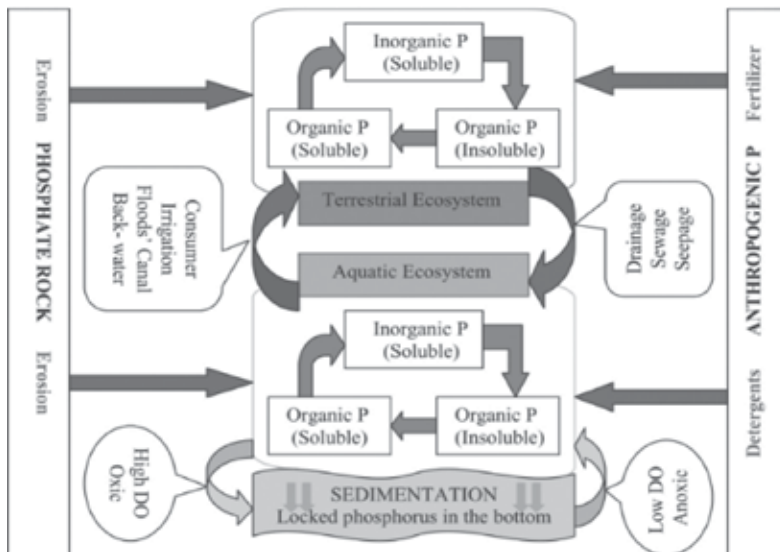 Erosion
PHOSPHATE ROCK
Erosion
Inorganic P
(Soluble)
Organic P
(Soluble)
Organic P
(Insoluble)
Terrestrial Ecosystem
Consumer
Irrigation
Floods' Canal
Back- water
Drainage
Sewage
Seepage
Aquatic Ecosystem
Inorganic P
(Soluble)
Organic P
(Soluble)
Organic P
(Insoluble)
High DO
Oxic
SEDIMENTATION
Locked phosphorus in the bottom
Low DO
Anoxic
Fertilizer
ANTHROPOGENIC P
Detergents